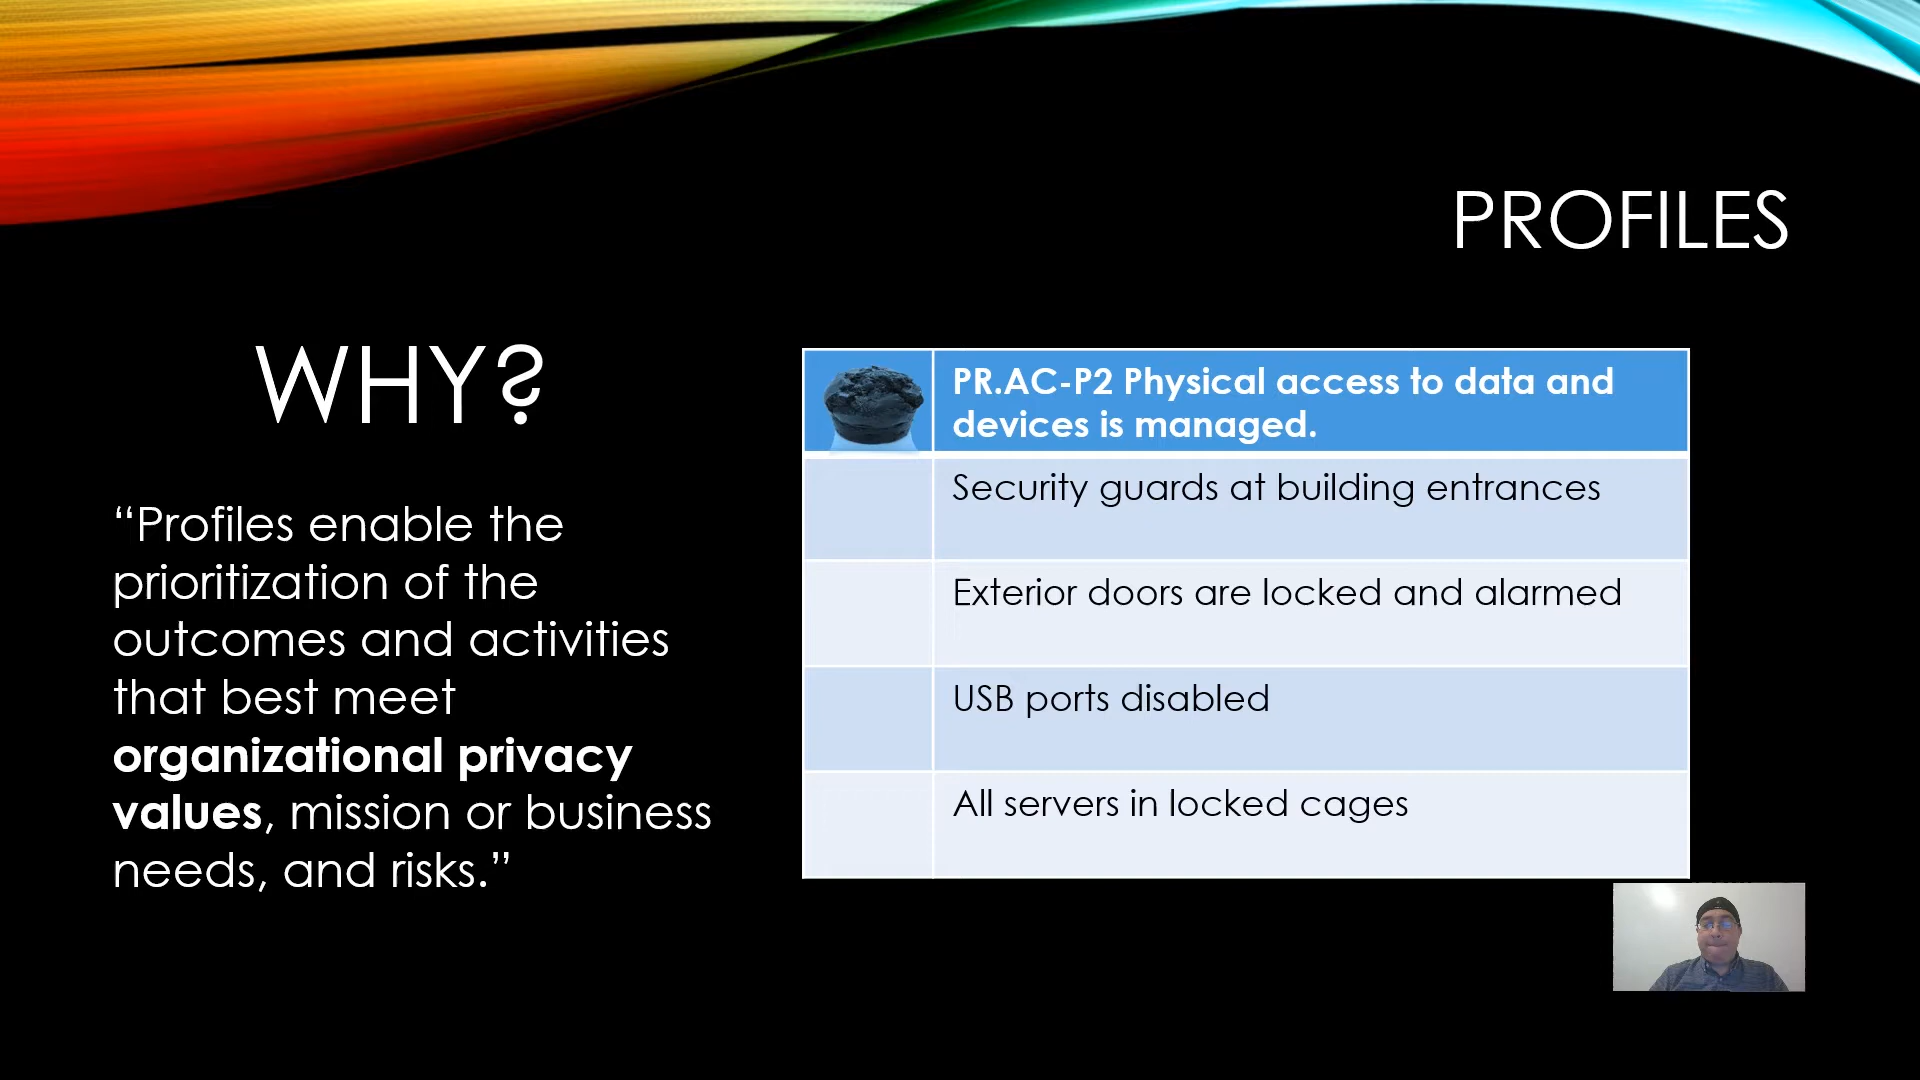 PROFILES
WHY?
“Profiles enable the
prioritization of the
outcomes and activities
that best meet
organizational privacy
values, mission or business
needs, and risks.”
PR.AC-P2 Physical access to data and
devices is managed.
Security guards at building entrances
Exterior doors are locked and alarmed
USB ports disabled
All servers in locked cages